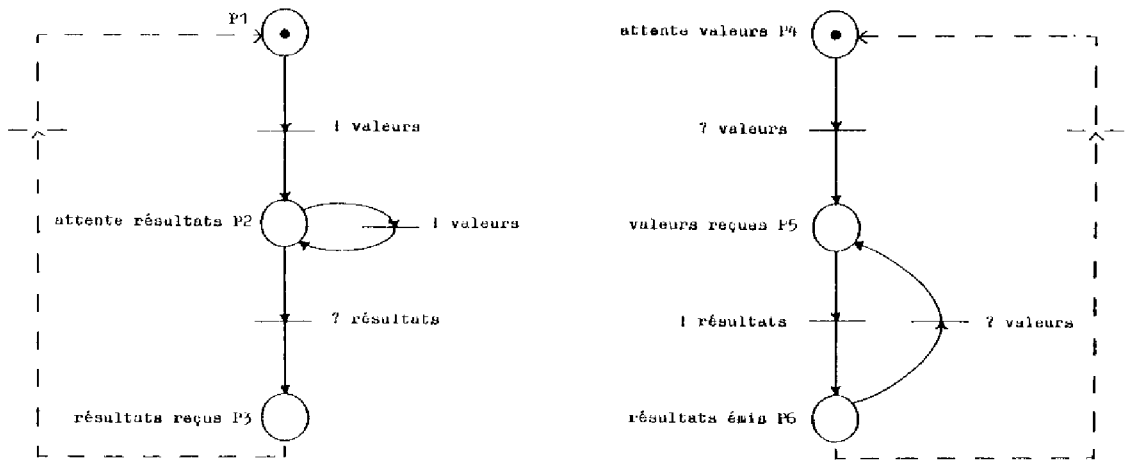 P1
! valeurs
attente résultats P2
! valeurs
? résultats
résultats reçus P3
attente valeurs P4
? valeurs
valeurs reçues P5
! résultats
? valeurs
résultats émis P6